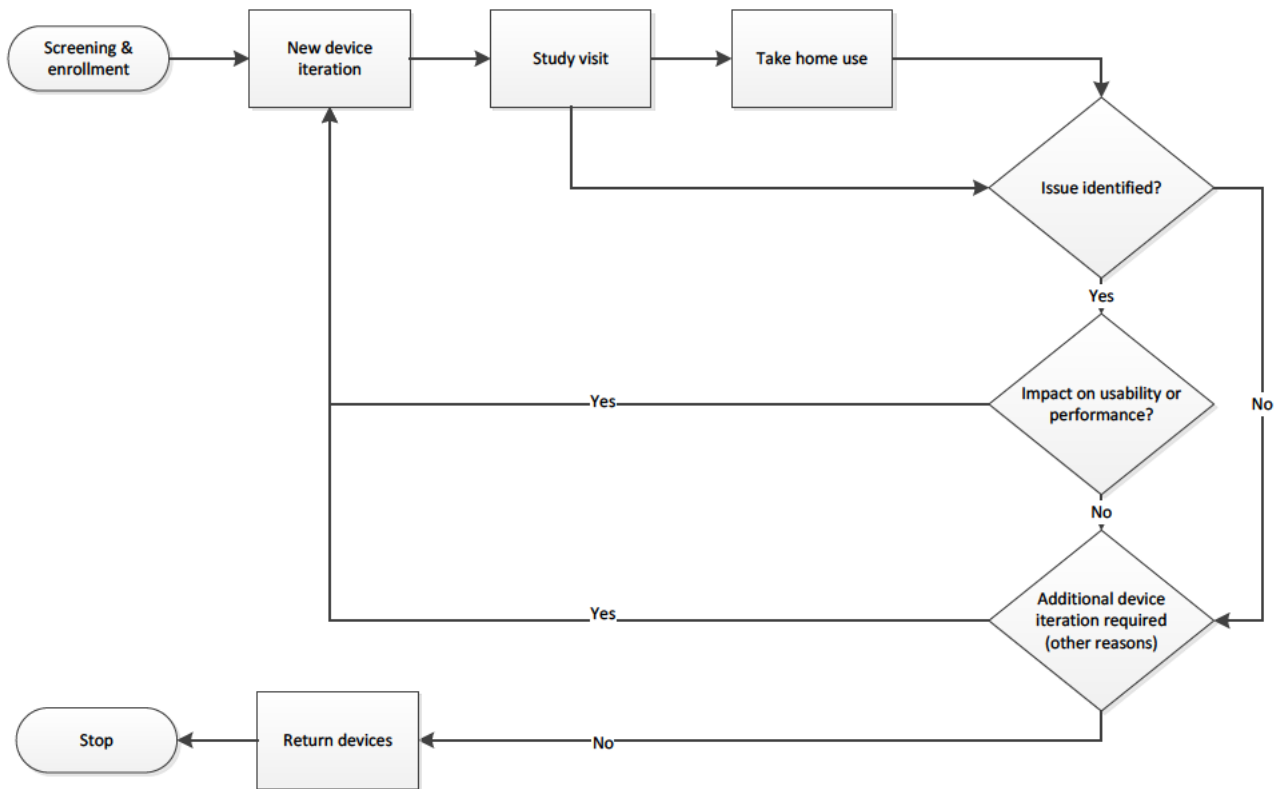 Screening &
enrollment
New device
iteration
Study visit
Take home use
Issue identified?
Yes
Impact on usability or
performance?
Yes
No
No
Additional device
iteration required
(other reasons)
Yes
Stop
Return devices
No